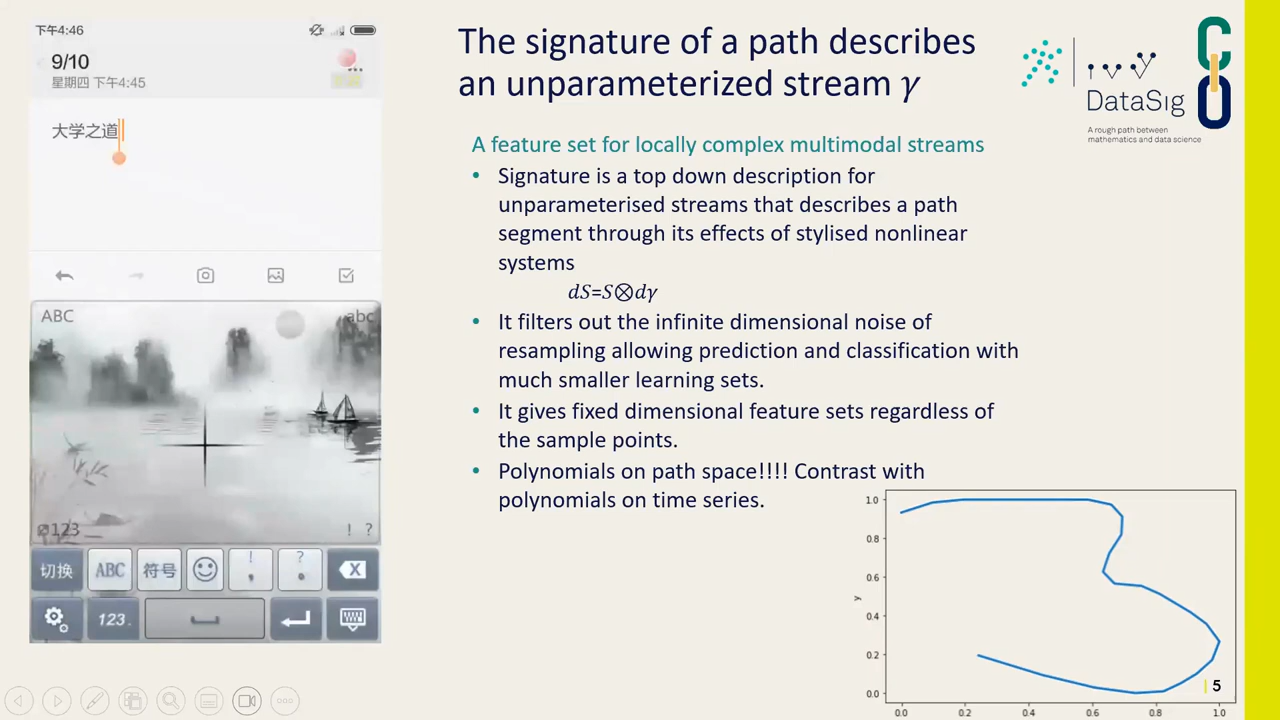 下午4:46
9/10
星期四 下午4:45
大学之道
ABC
abc
123
! ?
切换
ABC
符号
!
,
?
。
123.
The signature of a path describes
an unparameterized stream γ
DataSıg
A rough path between
mathematics and data science
C
O
A feature set for locally complex multimodal streams
• Signature is a top down description for
unparameterised streams that describes a path
segment through its effects of stylised nonlinear
systems
dS=S⊗dγ
• It filters out the infinite dimensional noise of
resampling allowing prediction and classification with
much smaller learning sets.
• It gives fixed dimensional feature sets regardless of
the sample points.
• Polynomials on path space!!!! Contrast with
polynomials on time series.
1.0
0.8
0.6
0.4
0.2
0.0
y
0.0 0.2 0.4 0.6 0.8 1.0
5